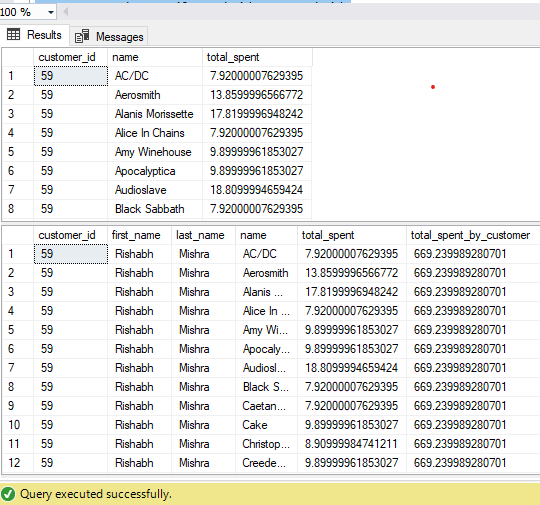 100 %
Results Messages
customer_id name total_spent
1 59 AC/DC 7.92000007629395
2 59 Aerosmith 13.8599996566772
3 59 Alanis Morissette 17.8199996948242
4 59 Alice In Chains 7.92000007629395
5 59 Amy Winehouse 9.89999961853027
6 59 Apocalyptica 9.89999961853027
7 59 Audioslave 18.8099994659424
8 59 Black Sabbath 7.92000007629395
customer_id first_name last_name name total_spent total_spent_by_customer
1 59 Rishabh Mishra AC/DC 7.92000007629395 669.239989280701
2 59 Rishabh Mishra Aerosmith 13.8599996566772 669.239989280701
3 59 Rishabh Mishra Alanis ... 17.8199996948242 669.239989280701
4 59 Rishabh Mishra Alice In ... 7.92000007629395 669.239989280701
5 59 Rishabh Mishra Amy Wi... 9.89999961853027 669.239989280701
6 59 Rishabh Mishra Apocaly... 9.89999961853027 669.239989280701
7 59 Rishabh Mishra Audiosl... 18.8099994659424 669.239989280701
8 59 Rishabh Mishra Black S... 7.92000007629395 669.239989280701
9 59 Rishabh Mishra Caetan... 7.92000007629395 669.239989280701
10 59 Rishabh Mishra Cake 9.89999961853027 669.239989280701
11 59 Rishabh Mishra Christop... 8.90999984741211 669.239989280701
12 59 Rishabh Mishra Creede... 9.89999961853027 669.239989280701
Query executed successfully.